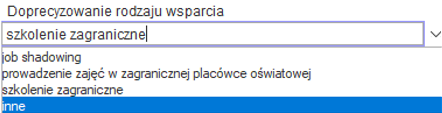 Doprecyzowanie rodzaju wsparcia
szkolenie zagraniczne
job shadowing
prowadzenie zajęć w zagranicznej placówce oświatowej
szkolenie zagraniczne
inne